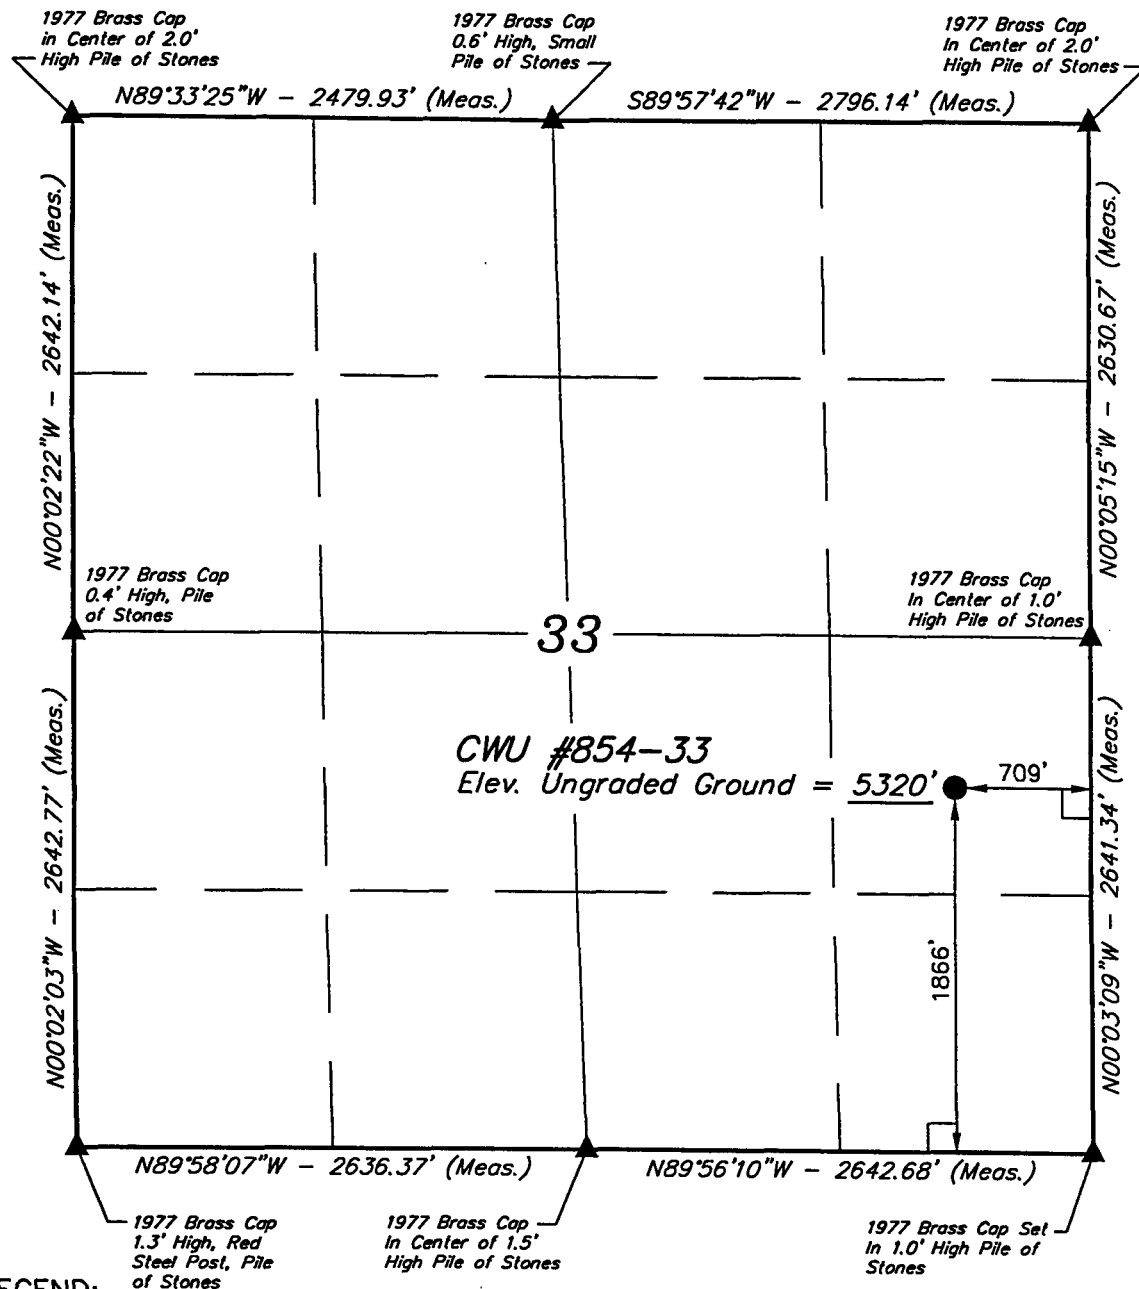 1977 Brass Cap
in Center of 2.0'
High Pile of Stones
1977 Brass Cap
0.6' High, Small
Pile of Stones
1977 Brass Cap
In Center of 2.0'
High Pile of Stones
N89°33'25"W - 2479.93' (Meas.)
S89°57'42"W - 2796.14' (Meas.)
N00°02'22"W - 2642.14' (Meas.)
N00°05'15"W - 2630.67' (Meas.)
1977 Brass Cap
0.4' High, Pile
of Stones
1977 Brass Cap
In Center of 1.0'
High Pile of Stones
33
CWU #854-33
Elev. Ungraded Ground = 5320'
709'
1866'
N00°02'03"W - 2642.77' (Meas.)
N00°03'09"W - 2641.34' (Meas.)
N89°58'07"W - 2636.37' (Meas.)
N89°56'10"W - 2642.68' (Meas.)
1977 Brass Cap
1.3' High, Red
Steel Post, Pile
of Stones
1977 Brass Cap
In Center of 1.5'
High Pile of Stones
1977 Brass Cap Set
In 1.0' High Pile of
Stones